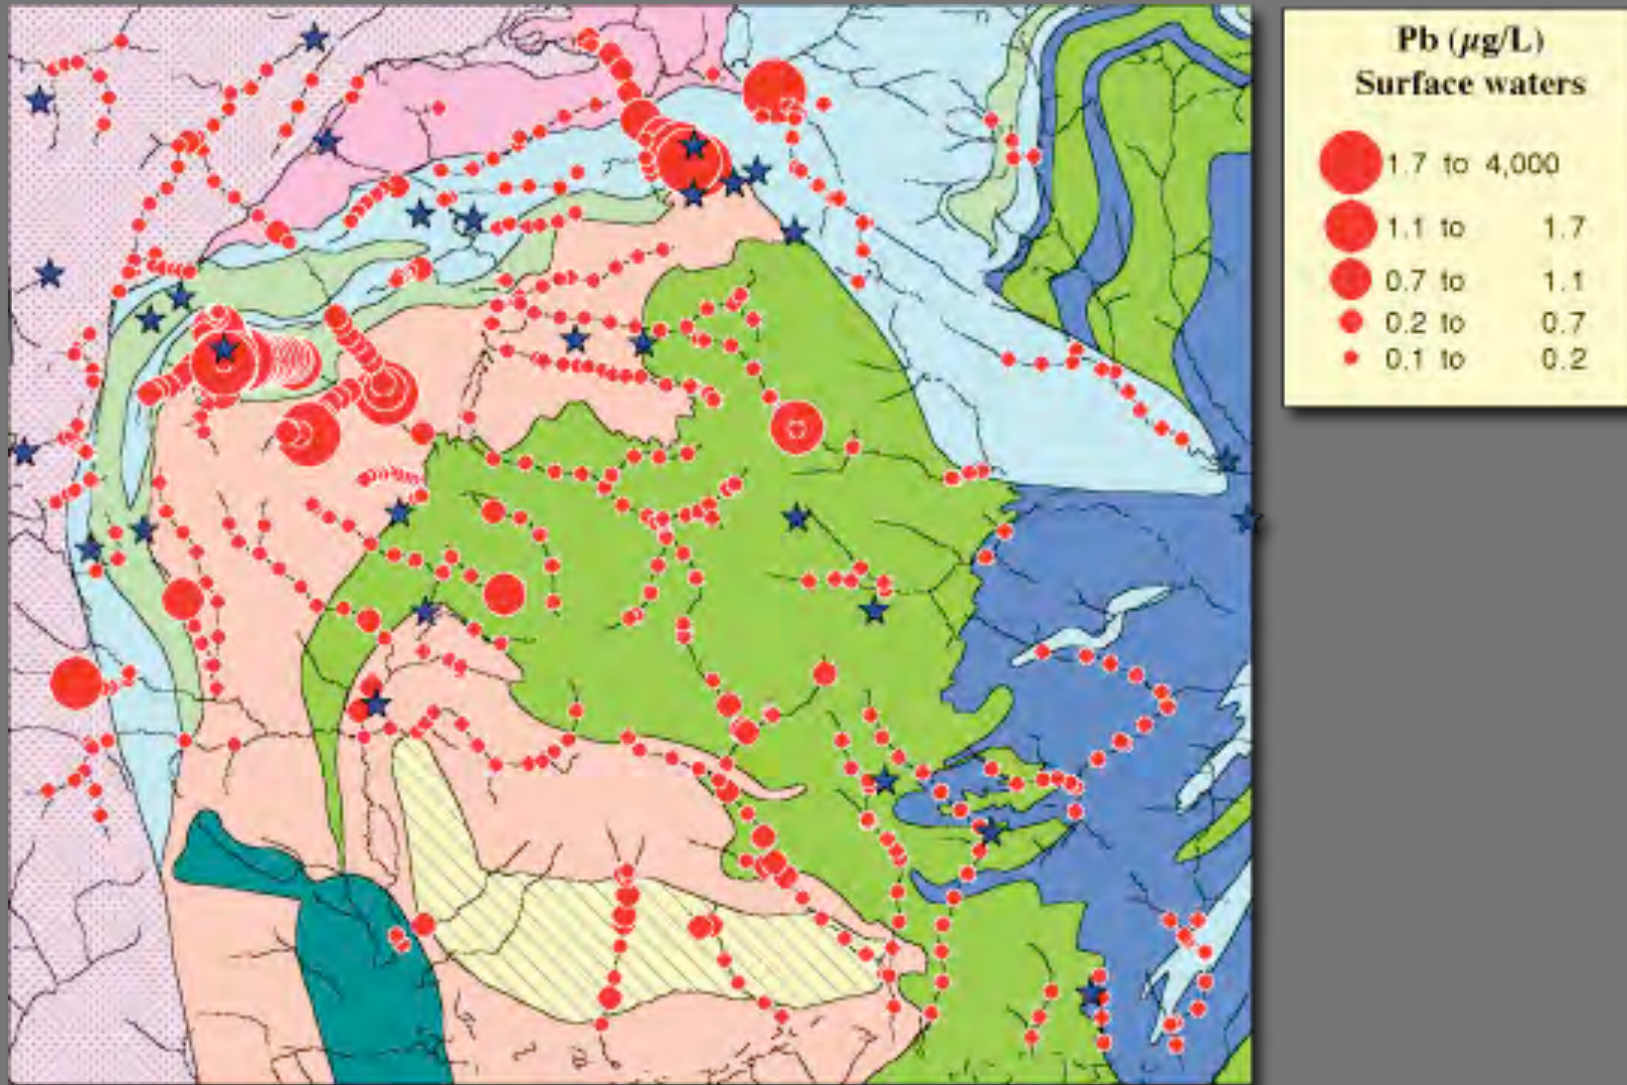 Pb (µg/L)
Surface waters
1.7 to 4,000
1.1 to 1.7
0.7 to 1.1
0.2 to 0.7
0.1 to 0.2